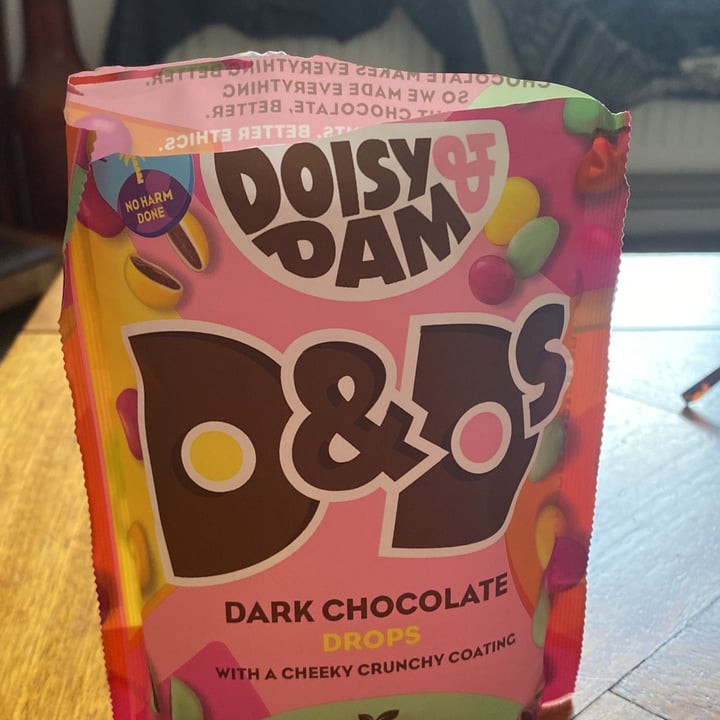 CHOCOLATE MAKES EVERYTHING BETTER.
SO WE MADE EVERYTHING
T CHOCOLATE, BETTER.
NTS, BETTER ETHICS.
NO HARM
DONE
DOISY &
DAM
D&D's
DARK CHOCOLATE
DROPS
WITH A CHEEKY CRUNCHY COATING